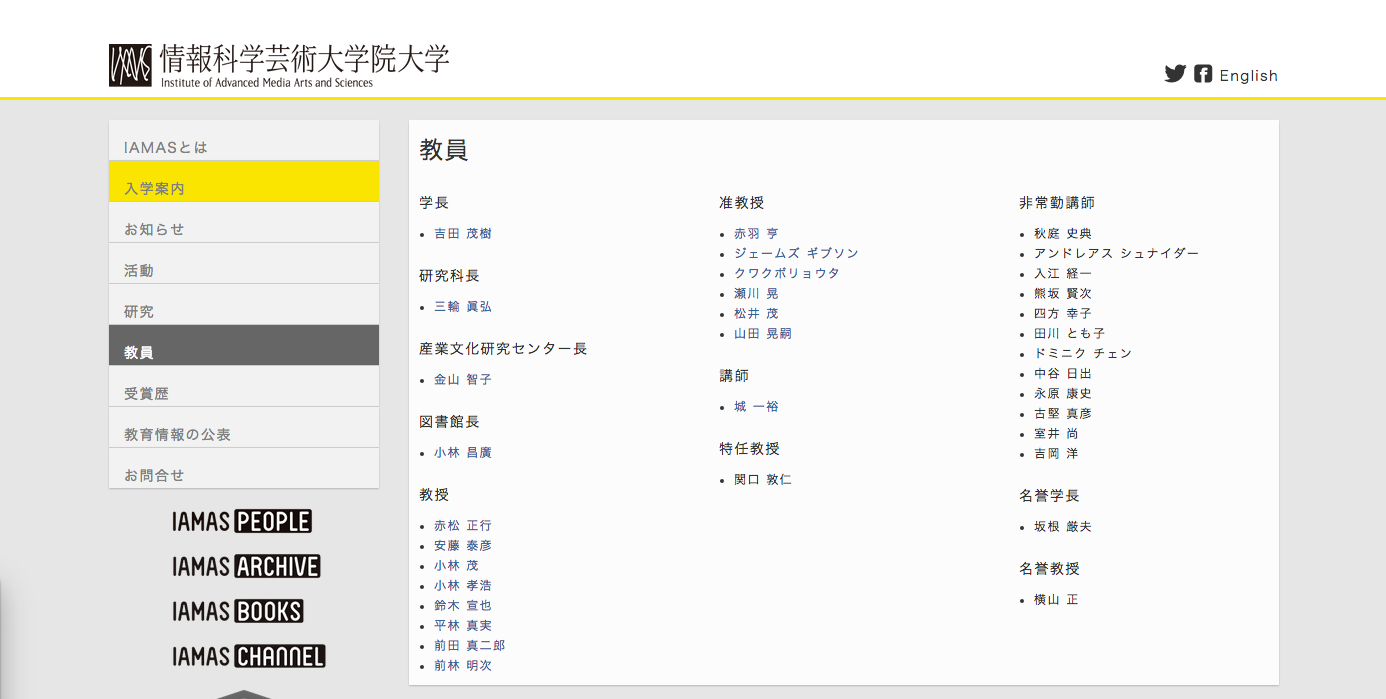 IAMAS
情報科学芸術大学院大学
Institute of Advanced Media Arts and Sciences
English
IAMASとは
入学案内
お知らせ
活動
研究
教員
受賞歴
教育情報の公表
お問合せ
IAMAS PEOPLE
IAMAS ARCHIVE
IAMAS BOOKS
IAMAS CHANNEL
教員
学長
吉田 茂樹
研究科長
三輪 眞弘
産業文化研究センター長
金山 智子
図書館長
小林 昌廣
教授
赤松 正行
安藤 泰彦
小林 茂
小林 孝浩
鈴木 宣也
平林 真実
前田 真二郎
前林 明次
准教授
赤羽 亨
ジェームズ ギブソン
クワクボリョウタ
瀬川 晃
松井 茂
山田 晃嗣
講師
城 一裕
特任教授
関口 敦仁
非常勤講師
秋庭 史典
アンドレアス シュナイダー
入江 経一
熊坂 賢次
四方 幸子
田川 とも子
ドミニク チェン
中谷 日出
永原 康史
古堅 真彦
室井 尚
吉岡 洋
名誉学長
坂根 厳夫
名誉教授
横山 正